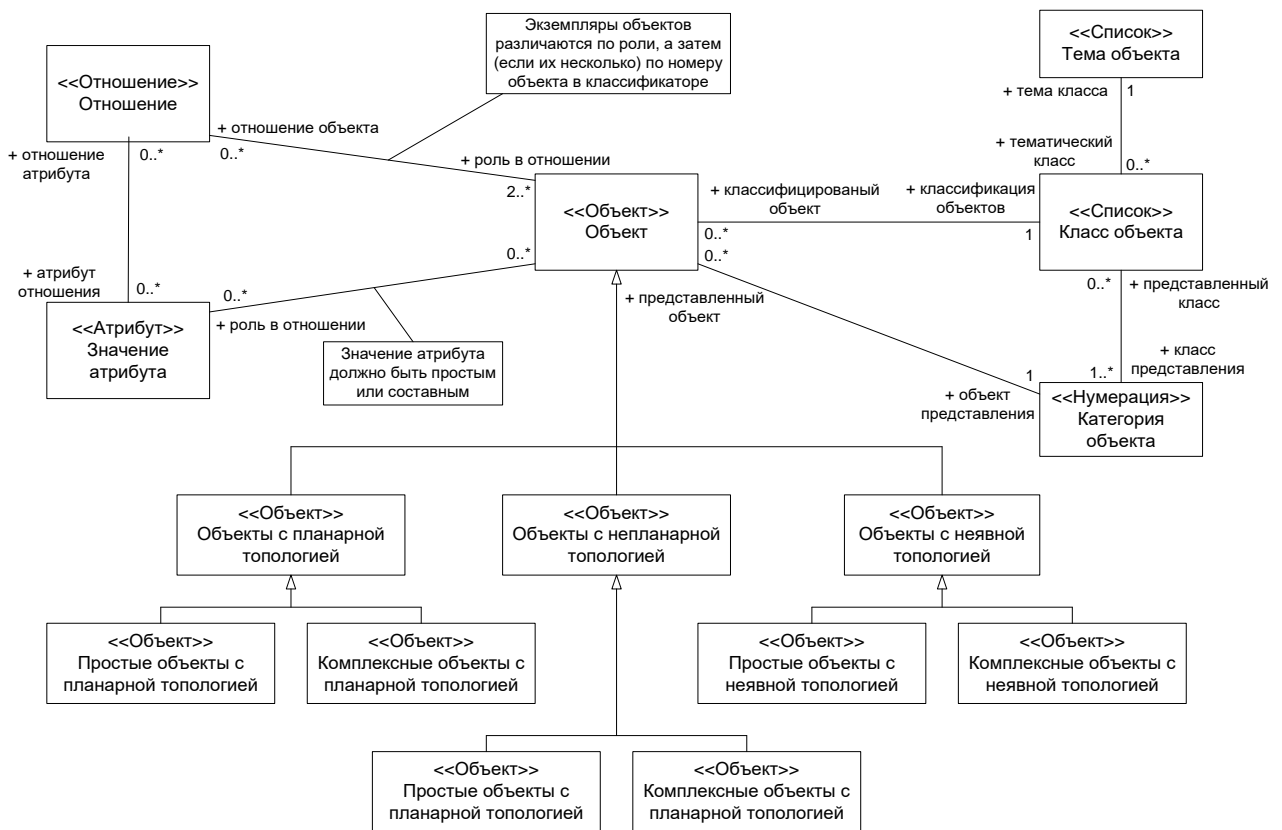 Экземпляры объектов
различаются по роли, а затем
(если их несколько) по номеру
объекта в классификаторе
<<Список>>
Тема объекта
<<Отношение>>
Отношение
+ тема класса
1
+ отношение объекта
0..*
0..*
+ отношение
атрибута
+ роль в отношении
2..*
+ тематический
класс
0..*
<<Объект>>
Объект
+ классифицированый
объект
0..*
+ классификация
объектов
1
<<Список>>
Класс объекта
0..*
0..*
+ атрибут
отношения
0..*
0..*
+ роль в отношении
+ представленный
объект
0..*
+ представленный
класс
<<Атрибут>>
Значение
атрибута
Значение атрибута
должно быть простым
или составным
+ класс
представления
1..*
1
+ объект
представления
<<Нумерация>>
Категория
объекта
<<Объект>>
Объекты с планарной
топологией
<<Объект>>
Объекты с непланарной
топологией
<<Объект>>
Объекты с неявной
топологией
<<Объект>>
Простые объекты с
планарной топологией
<<Объект>>
Комплексные объекты с
планарной топологией
<<Объект>>
Простые объекты с
неявной топологией
<<Объект>>
Комплексные объекты с
неявной топологией
<<Объект>>
Простые объекты с
планарной топологией
<<Объект>>
Комплексные объекты с
планарной топологией